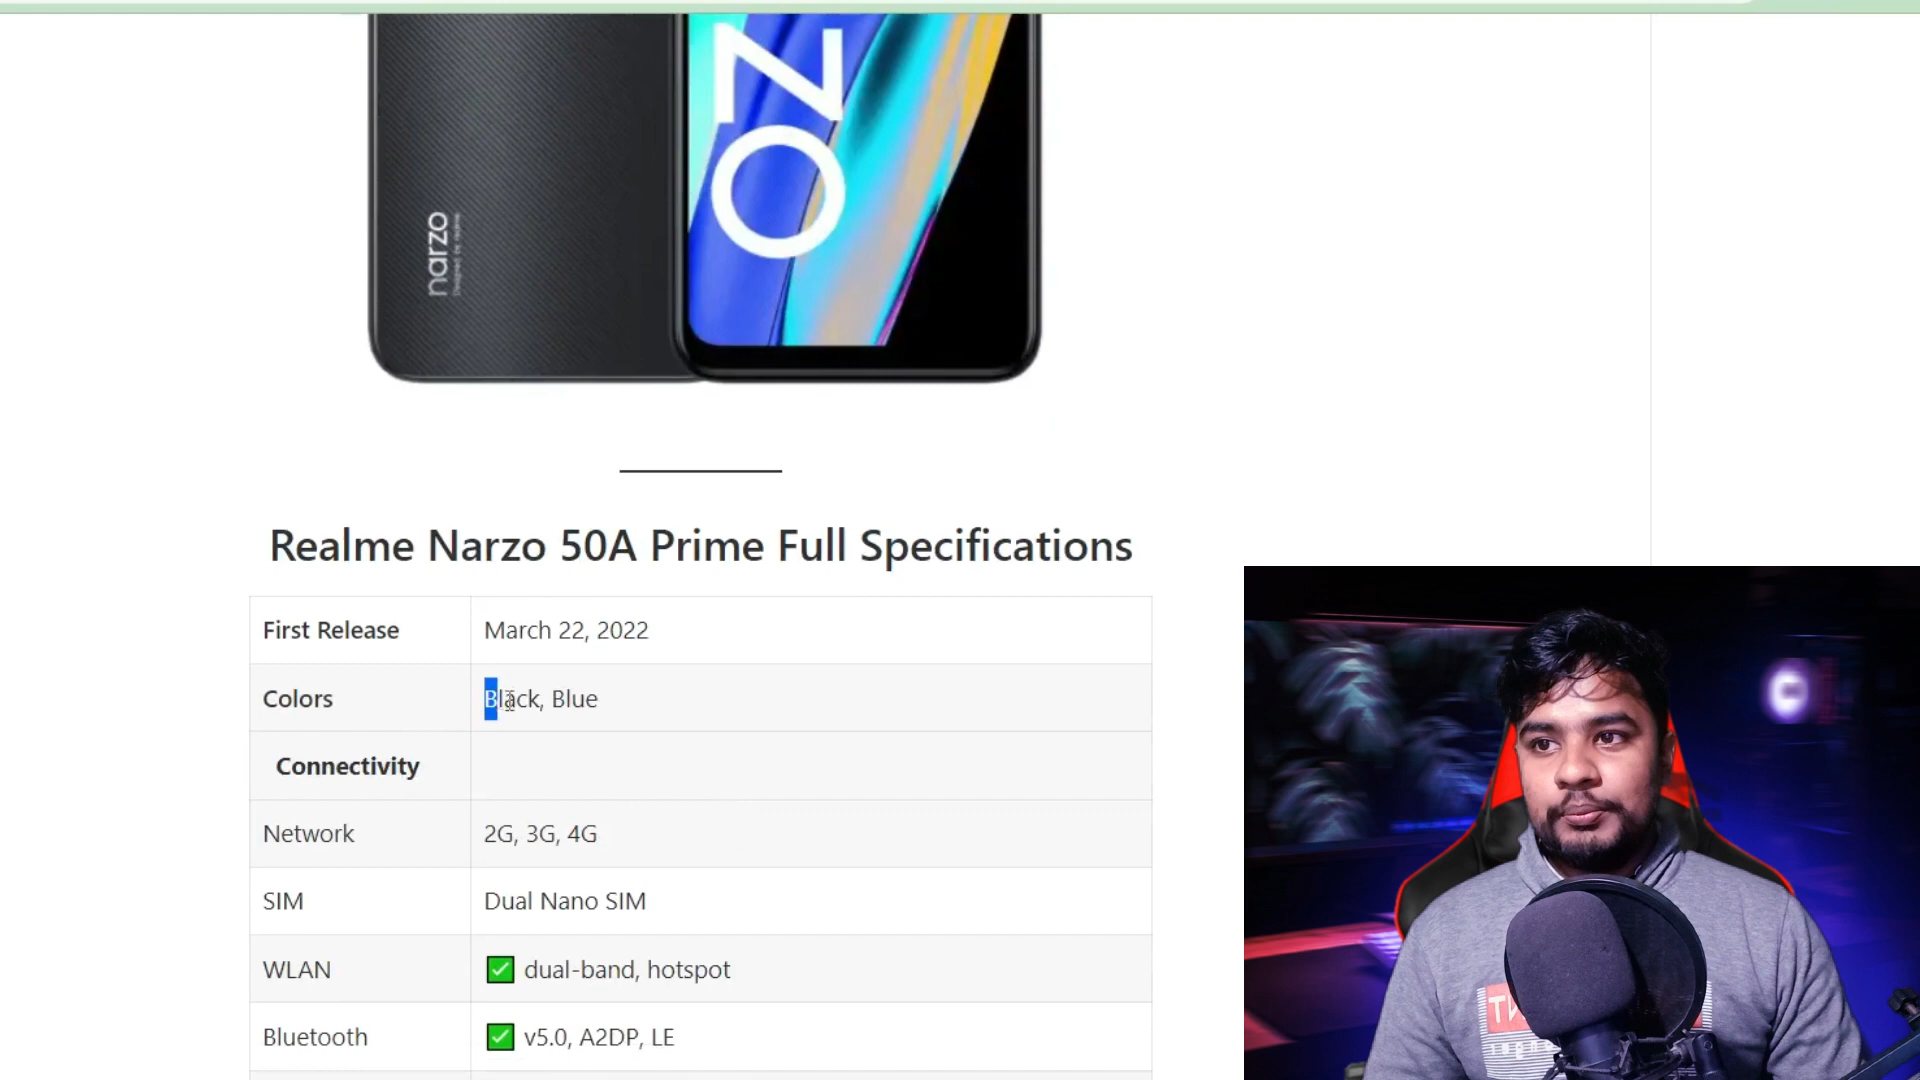 NZO
narzo
Realme Narzo 50A Prime Full Specifications
First Release March 22, 2022
Colors Black, Blue
Connectivity
Network 2G, 3G, 4G
SIM Dual Nano SIM
WLAN ✅ dual-band, hotspot
Bluetooth ✅ v5.0, A2DP, LE